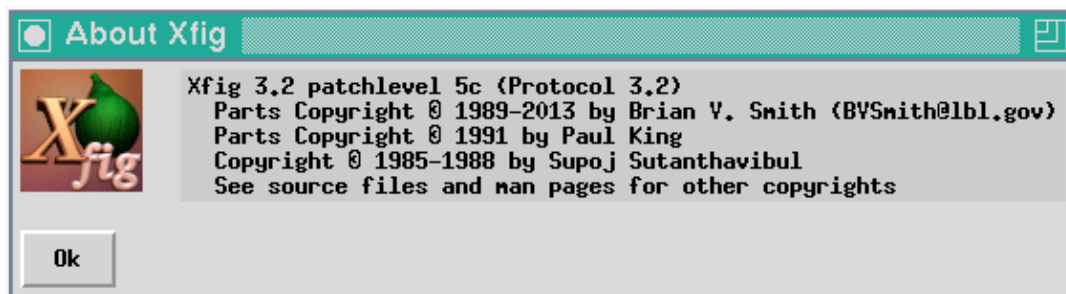 About Xfig
Xfig
Xfig 3.2 patchlevel 5c (Protocol 3.2)
Parts Copyright © 1989-2013 by Brian V. Smith (BVSmith@lbl.gov)
Parts Copyright © 1991 by Paul King
Copyright © 1985-1988 by Supoj Sutanthavibul
See source files and man pages for other copyrights
Ok